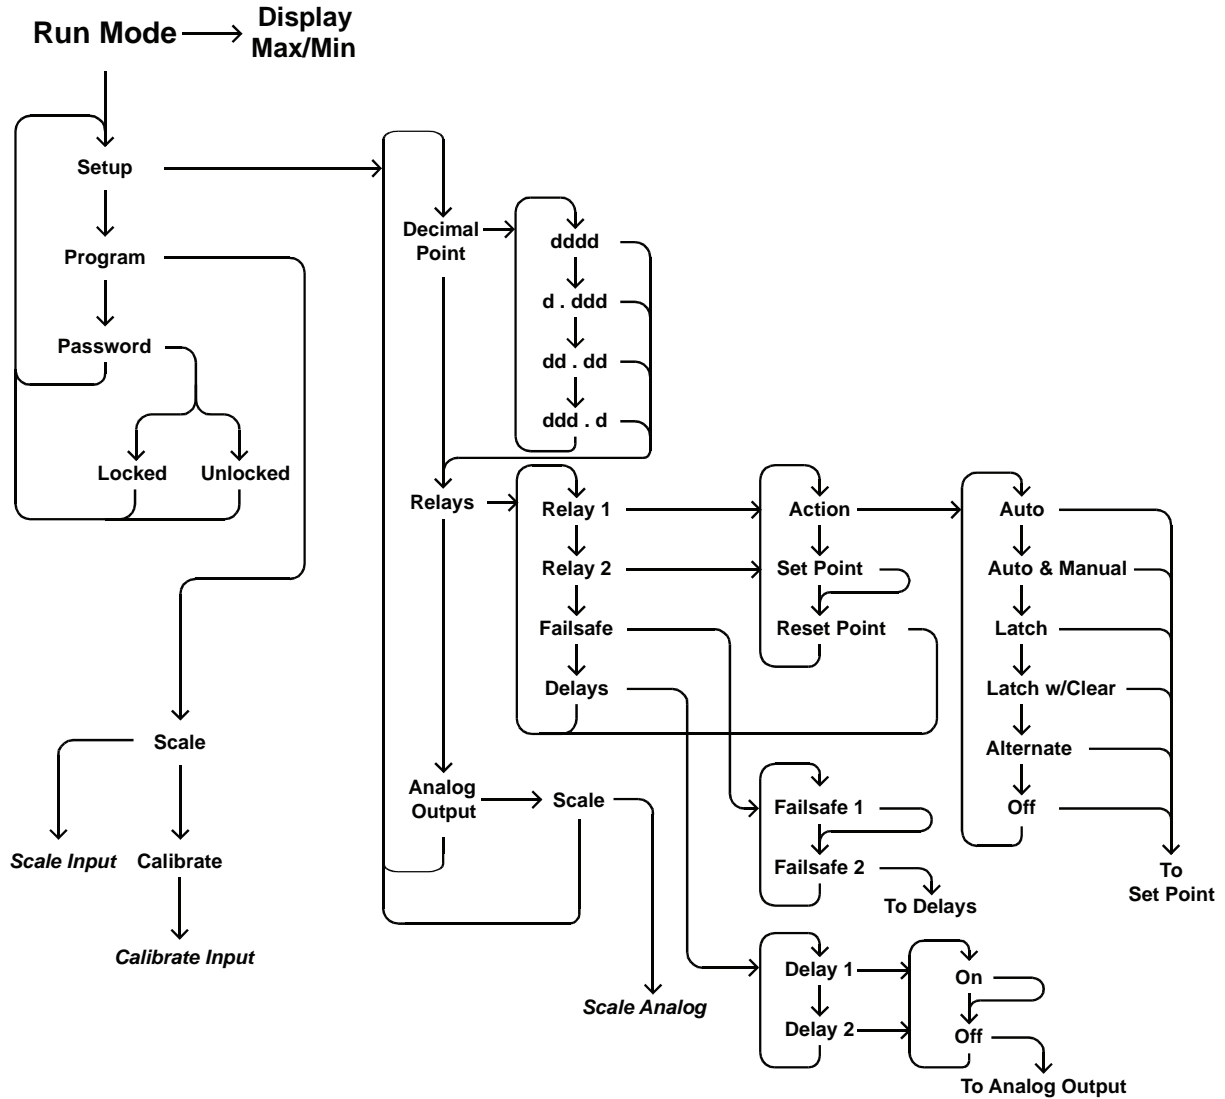 Run Mode
Display
Max/Min
Setup
Program
Password
Locked
Unlocked
Scale
Scale Input
Calibrate
Calibrate Input
Decimal
Point
dddd
d . ddd
dd . dd
ddd . d
Relays
Relay 1
Relay 2
Failsafe
Delays
Action
Set Point
Reset Point
Auto
Auto & Manual
Latch
Latch w/Clear
Alternate
Off
To
Set Point
Analog
Output
Scale
Scale Analog
Failsafe 1
Failsafe 2
To Delays
Delay 1
Delay 2
On
Off
To Analog Output